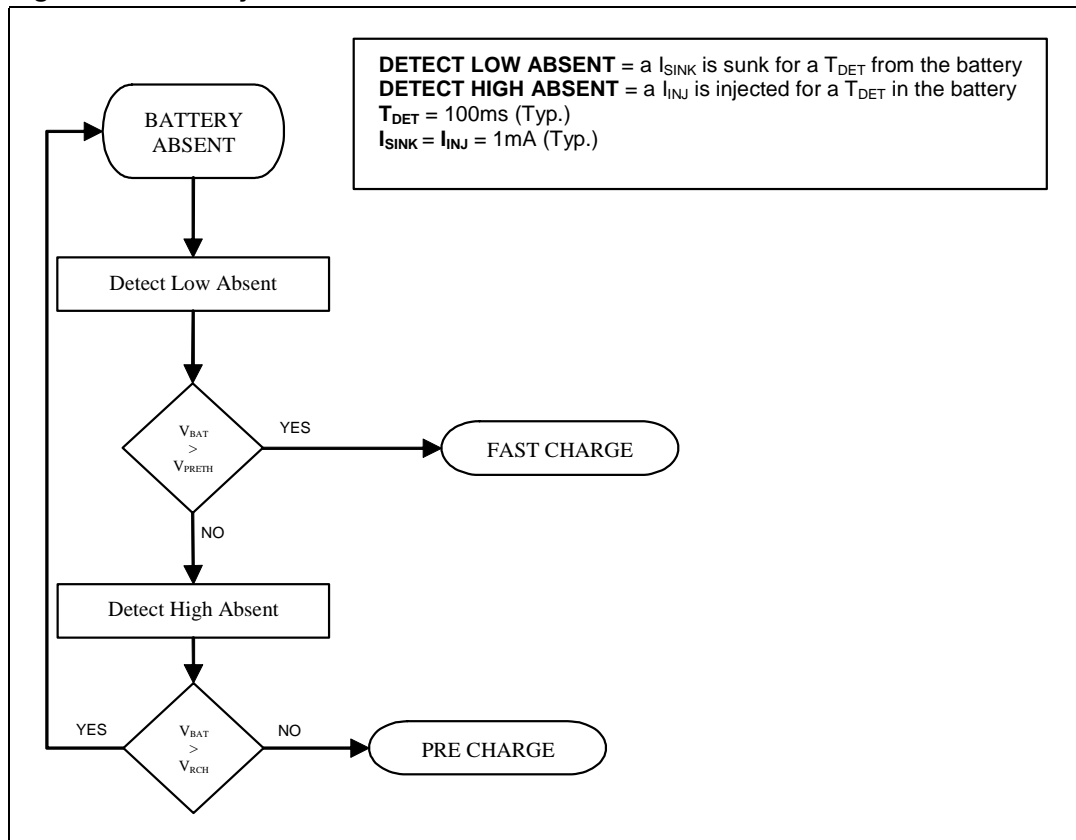 DETECT LOW ABSENT = a ISINK is sunk for a TDET from the battery
DETECT HIGH ABSENT = a IINJ is injected for a TDET in the battery
TDET = 100ms (Typ.)
ISINK = IINJ = 1mA (Typ.)
BATTERY
ABSENT
Detect Low Absent
VBAT
>
VPRETH
YES
FAST CHARGE
NO
Detect High Absent
YES
VBAT
>
VRCH
NO
PRE CHARGE